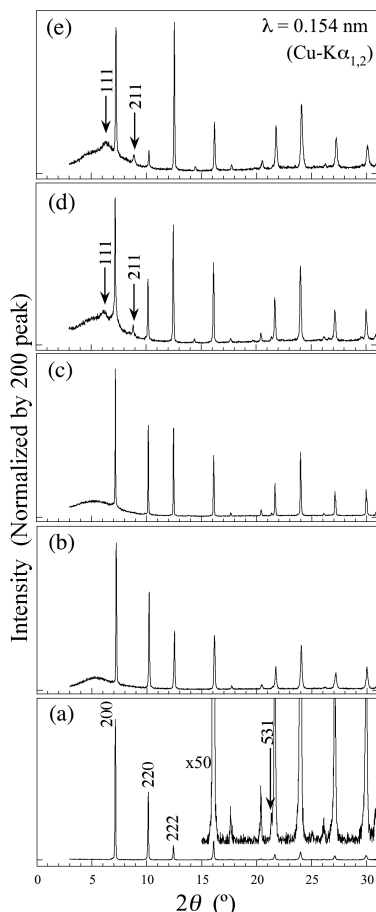 (e)
λ = 0.154 nm
(Cu-Kα1,2)
111
211
(d)
111
211
(c)
(b)
(a)
200
220
222
x50
531
Intensity (Normalized by 200 peak)
0 5 10 15 20 25 30
2θ (º)